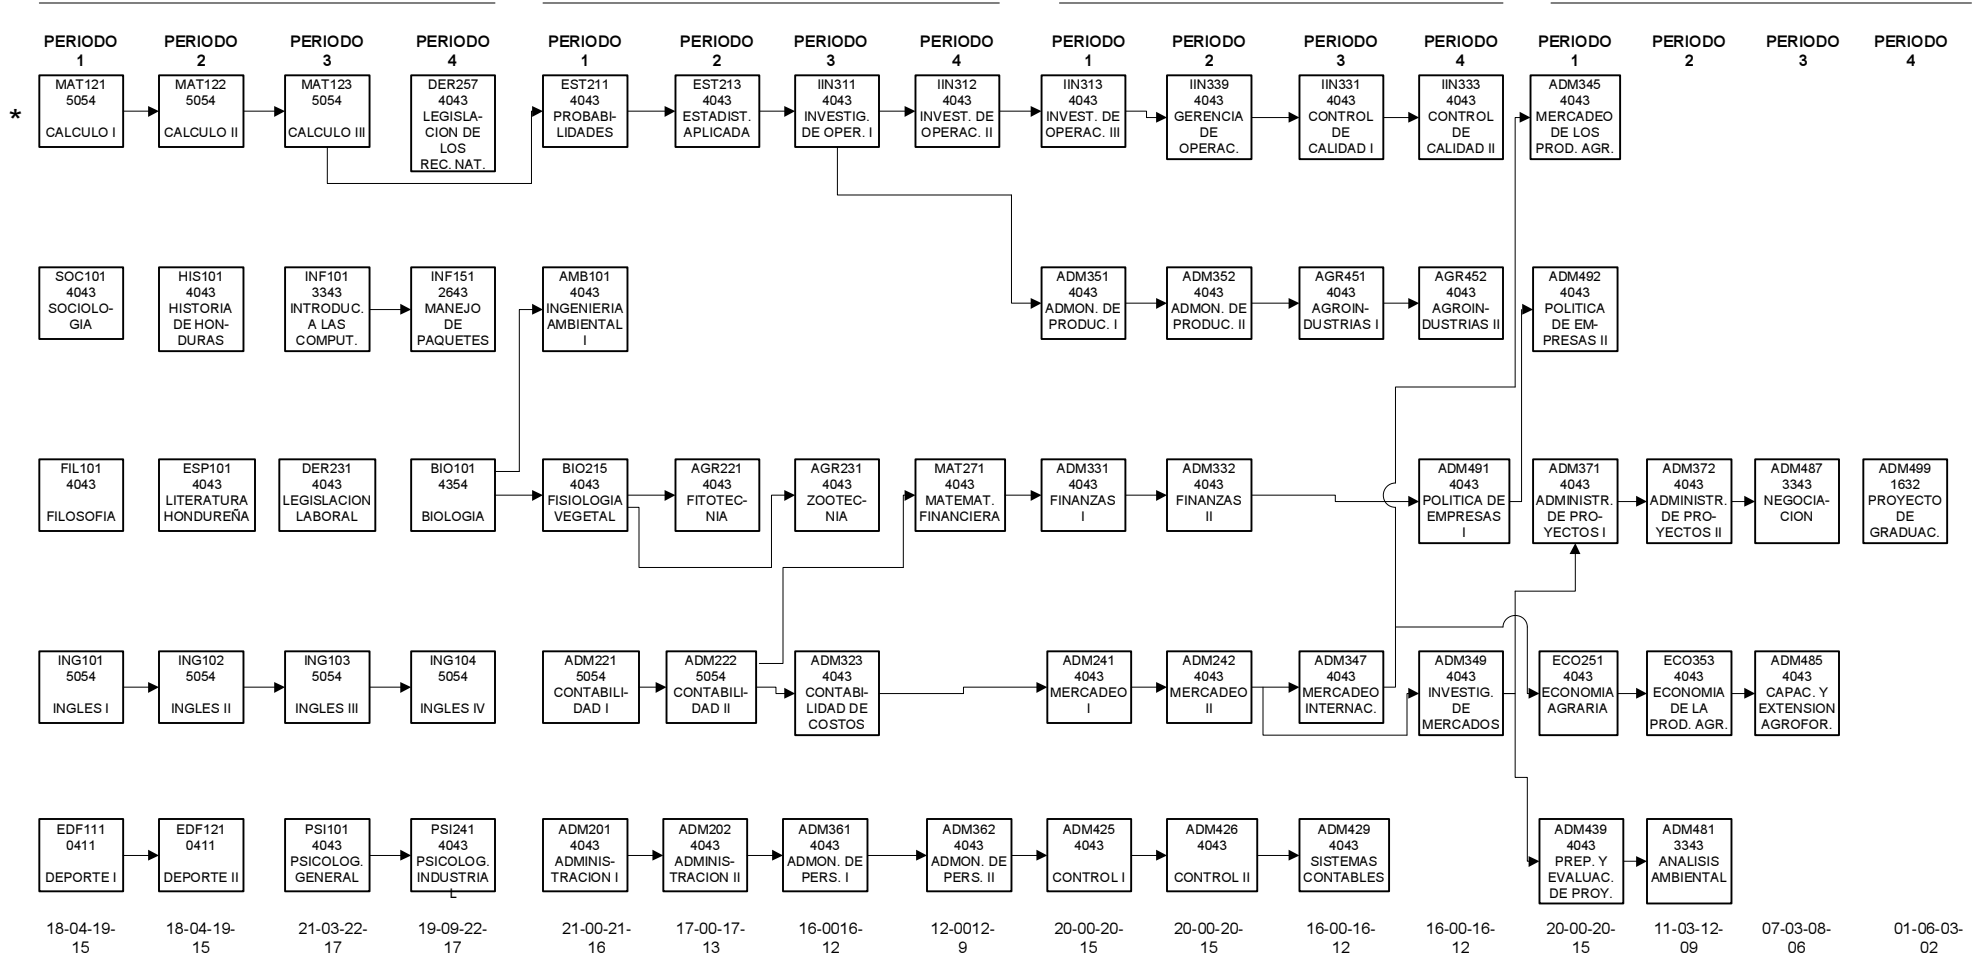 PERIODO
1
PERIODO
2
PERIODO
3
PERIODO
4
PERIODO
1
PERIODO
2
PERIODO
3
PERIODO
4
PERIODO
1
PERIODO
2
PERIODO
3
PERIODO
4
PERIODO
1
PERIODO
2
PERIODO
3
PERIODO
4
*
MAT121
5054
CALCULO I
MAT122
5054
CALCULO II
MAT123
5054
CALCULO III
DER257
4043
LEGISLA-
CION DE
LOS
REC. NAT.
EST211
4043
PROBABI-
LIDADES
EST213
4043
ESTADIST.
APLICADA
IIN311
4043
INVESTIG.
DE OPER. I
IIN312
4043
INVEST. DE
OPERAC. II
IIN313
4043
INVEST. DE
OPERAC. III
IIN339
4043
GERENCIA
DE
OPERAC.
IIN331
4043
CONTROL
DE
CALIDAD I
IIN333
4043
CONTROL
DE
CALIDAD II
ADM345
4043
MERCADEO
DE LOS
PROD. AGR.
SOC101
4043
SOCIOLO-
GIA
HIS101
4043
HISTORIA
DE HON-
DURAS
INF101
3343
INTRODUC.
A LAS
COMPUT.
INF151
2643
MANEJO
DE
PAQUETES
AMB101
4043
INGENIERIA
AMBIENTAL
I
ADM351
4043
ADMON. DE
PRODUC. I
ADM352
4043
ADMON. DE
PRODUC. II
AGR451
4043
AGROIN-
DUSTRIAS I
AGR452
4043
AGROIN-
DUSTRIAS II
ADM492
4043
POLITICA
DE EM-
PRESAS II
FIL101
4043
FILOSOFIA
ESP101
4043
LITERATURA
HONDUREÑA
DER231
4043
LEGISLACION
LABORAL
BIO101
4354
BIOLOGIA
BIO215
4043
FISIOLOGIA
VEGETAL
AGR221
4043
FITOTEC-
NIA
AGR231
4043
ZOOTEC-
NIA
MAT271
4043
MATEMAT.
FINANCIERA
ADM331
4043
FINANZAS
I
ADM332
4043
FINANZAS
II
ADM491
4043
POLITICA DE
EMPRESAS
I
ADM371
4043
ADMINISTR.
DE PRO-
YECTOS I
ADM372
4043
ADMINISTR.
DE PRO-
YECTOS II
ADM487
3343
NEGOCIA-
CION
ADM499
1632
PROYECTO
DE
GRADUAC.
ING101
5054
INGLES I
ING102
5054
INGLES II
ING103
5054
INGLES III
ING104
5054
INGLES IV
ADM221
5054
CONTABILI-
DAD I
ADM222
5054
CONTABILI-
DAD II
ADM323
4043
CONTABI-
LIDAD DE
COSTOS
ADM241
4043
MERCADEO
I
ADM242
4043
MERCADEO
II
ADM347
4043
MERCADEO
INTERNAC.
ADM349
4043
INVESTIG.
DE
MERCADOS
ECO251
4043
ECONOMIA
AGRARIA
ECO353
4043
ECONOMIA
DE LA
PROD. AGR.
ADM485
4043
CAPAC. Y
EXTENSION
AGROFOR.
EDF111
0411
DEPORTE I
EDF121
0411
DEPORTE II
PSI101
4043
PSICOLOG.
GENERAL
PSI241
4043
PSICOLOG.
INDUSTRIA
L
ADM201
4043
ADMINIS-
TRACION I
ADM202
4043
ADMINIS-
TRACION II
ADM361
4043
ADMON. DE
PERS. I
ADM362
4043
ADMON. DE
PERS. II
ADM425
4043
CONTROL I
ADM426
4043
CONTROL II
ADM429
4043
SISTEMAS
CONTABLES
ADM439
4043
PREP. Y
EVALUAC.
DE PROY.
ADM481
3343
ANALISIS
AMBIENTAL
18-04-19-
15
18-04-19-
15
21-03-22-
17
19-09-22-
17
21-00-21-
16
17-00-17-
13
16-0016-
12
12-0012-
9
20-00-20-
15
20-00-20-
15
16-00-16-
12
16-00-16-
12
20-00-20-
15
11-03-12-
09
07-03-08-
06
01-06-03-
02